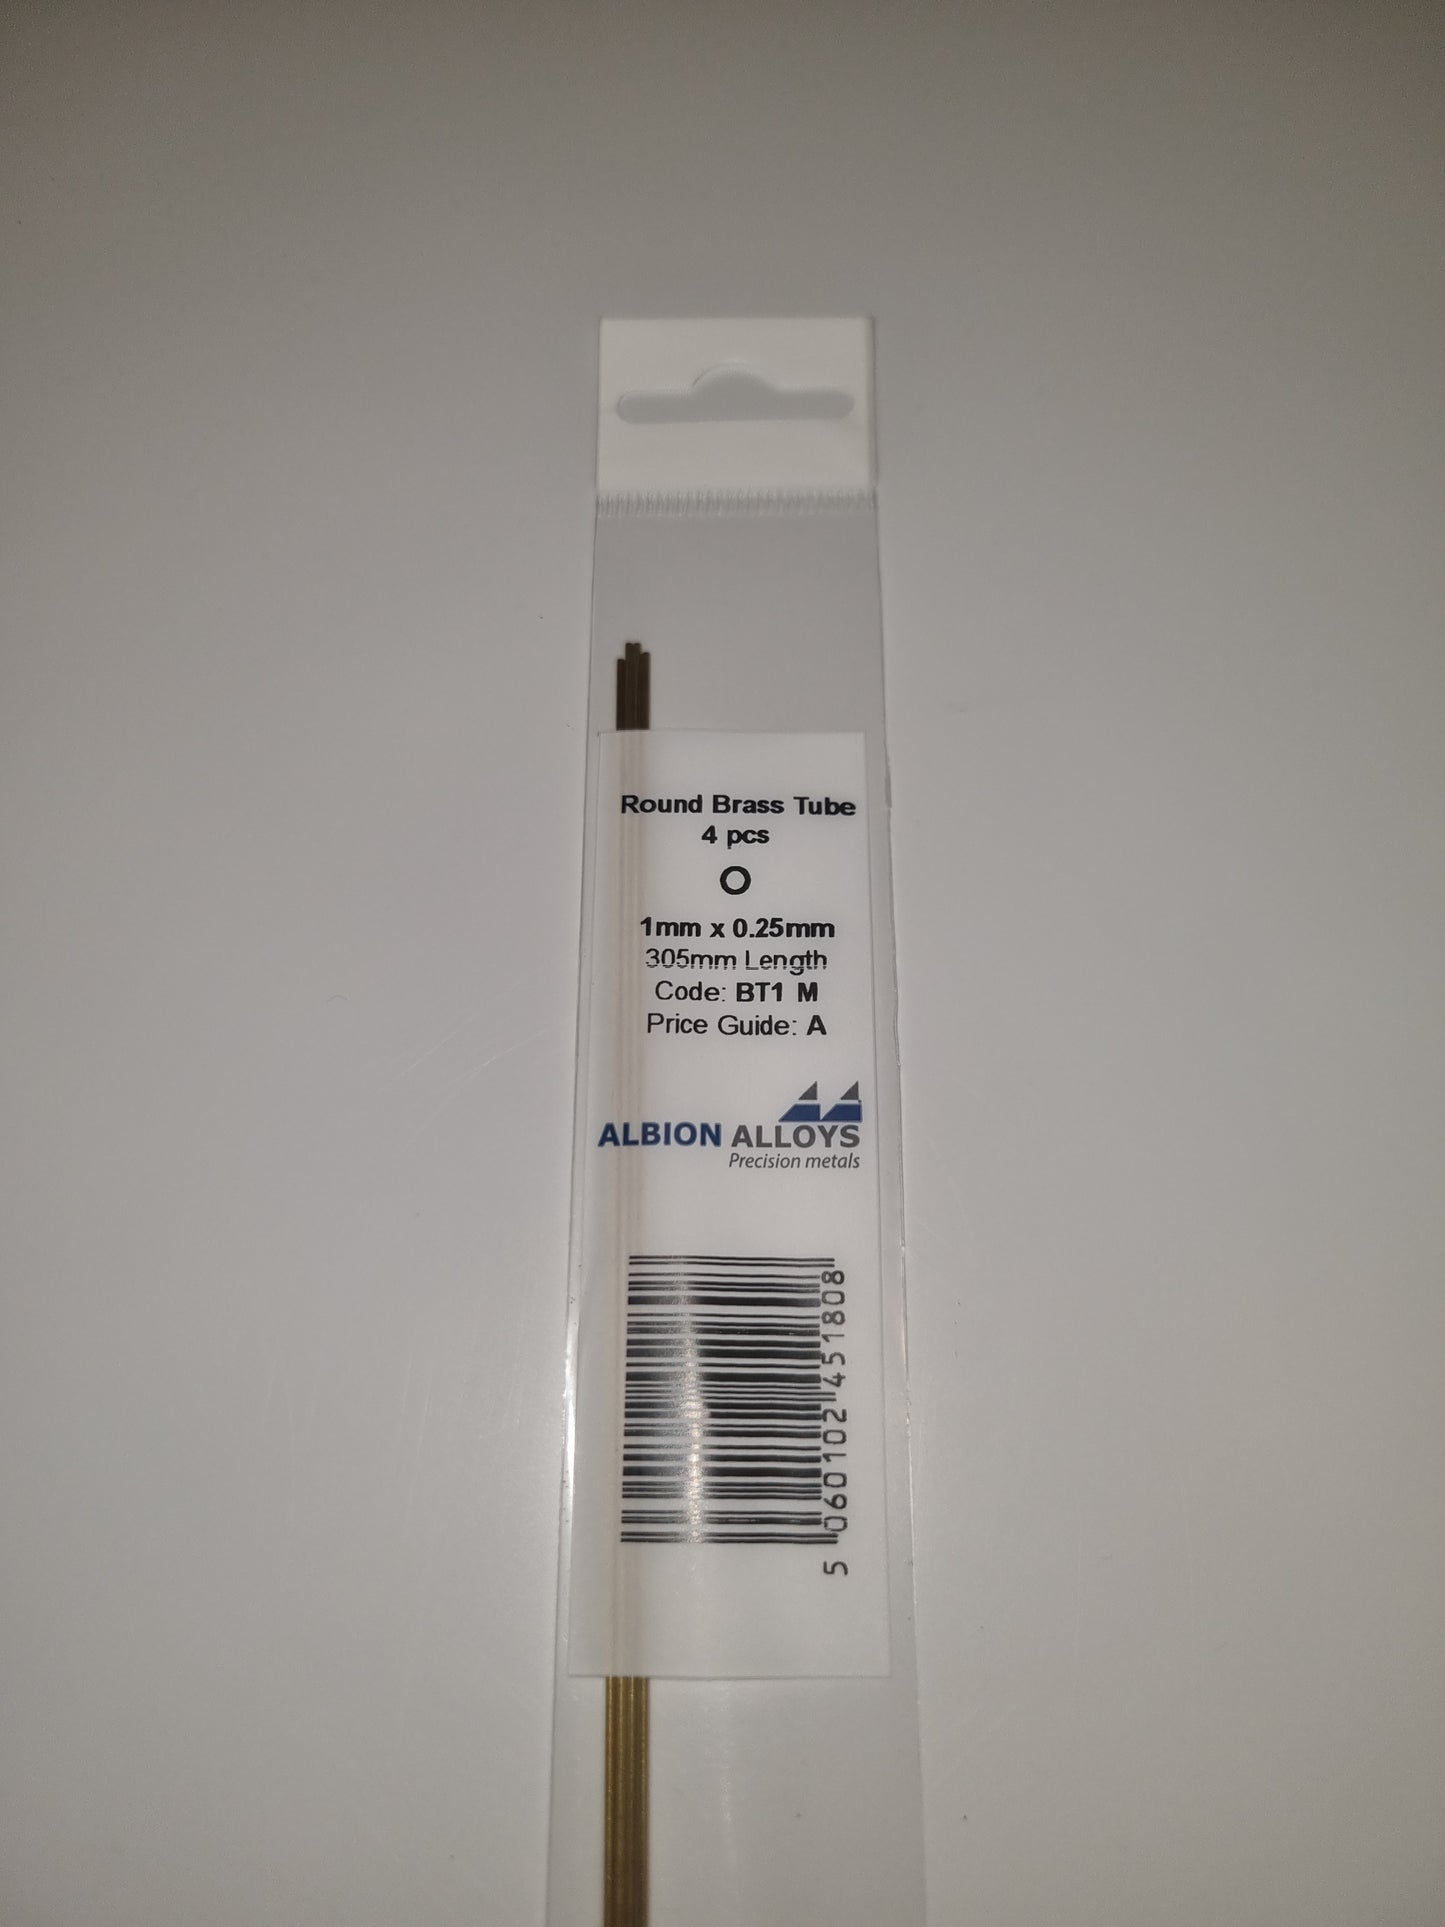 Round Brass Tube
4 pcs
1mm x 0.25mm
305mm Length
Code: BT1 M
Price Guide: A
ALBION ALLOYS
Precision metals
5 060102 451808